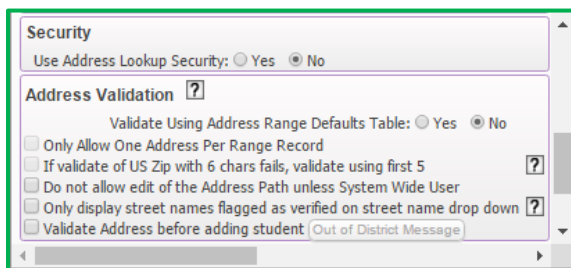 Security
Use Address Lookup Security: Yes No
Address Validation ?
Validate Using Address Range Defaults Table: Yes No
Only Allow One Address Per Range Record
If validate of US Zip with 6 chars fails, validate using first 5 ?
Do not allow edit of the Address Path unless System Wide User
Only display street names flagged as verified on street name drop down ?
Validate Address before adding student Out of District Message